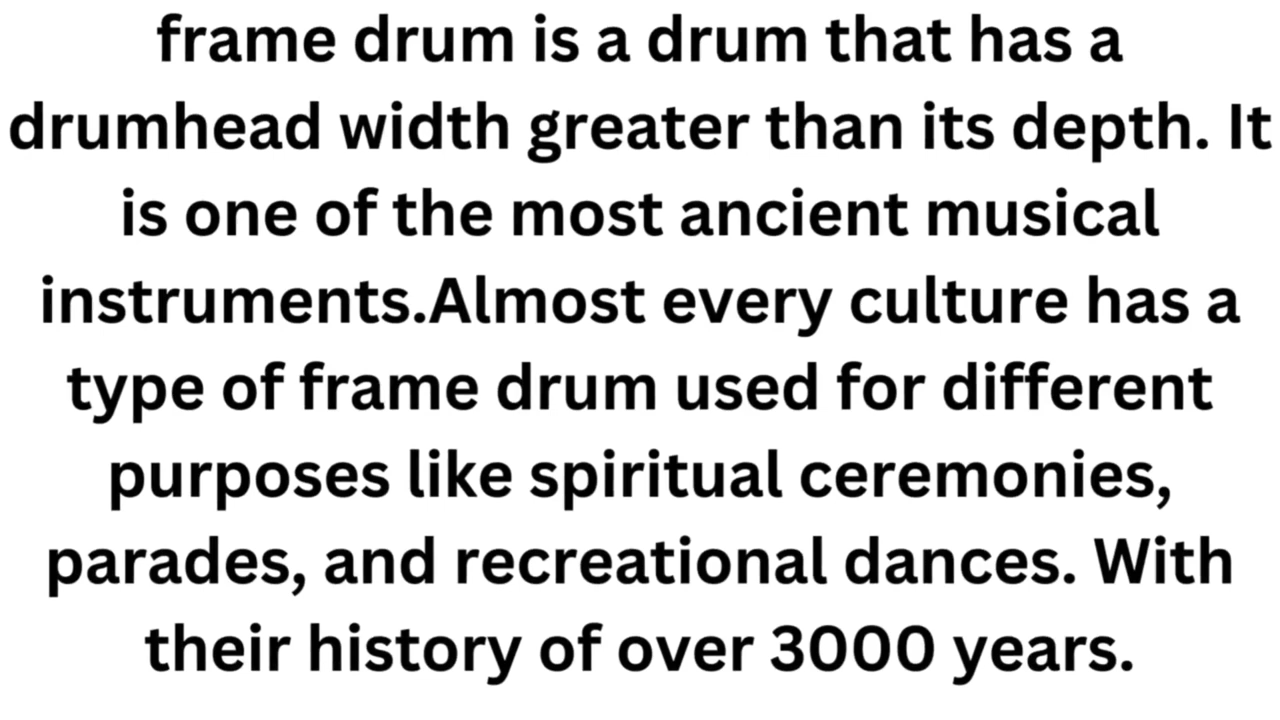 frame drum is a drum that has a
drumhead width greater than its depth. It
is one of the most ancient musical
instruments.Almost every culture has a
type of frame drum used for different
purposes like spiritual ceremonies,
parades, and recreational dances. With
their history of over 3000 years.